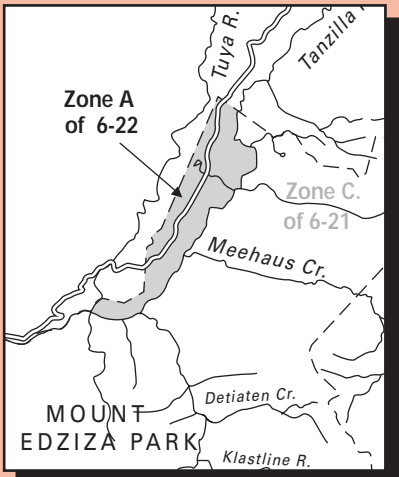 Tuya R.
Tanzilla
Zone A
of 6-22
Zone C.
of 6-21
Meehaus Cr.
Detiaten Cr.
MOUNT
EDZIZA PARK
Klastline R.